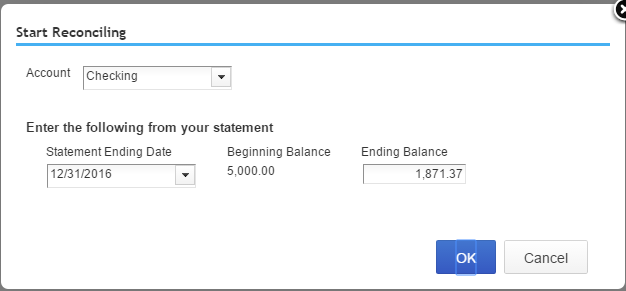 Start Reconciling
Account Checking
Enter the following from your statement
Statement Ending Date Beginning Balance Ending Balance
12/31/2016 5,000.00 1,871.37
OK Cancel